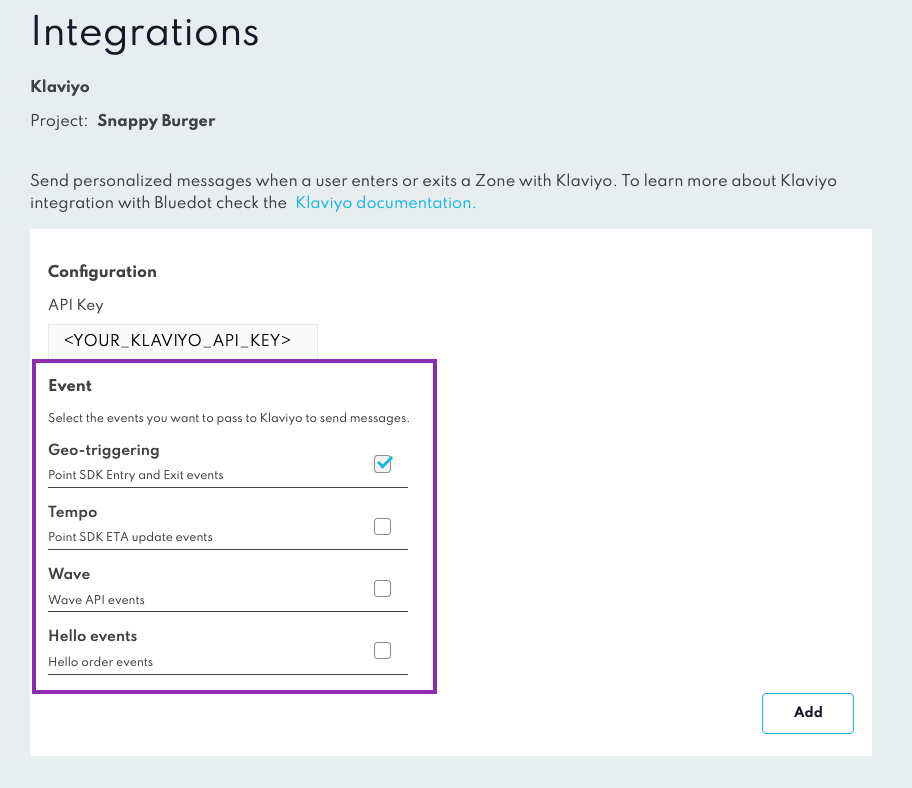 Integrations
Klaviyo
Project: Snappy Burger
Send personalized messages when a user enters or exits a Zone with Klaviyo. To learn more about Klaviyo
integration with Bluedot check the Klaviyo documentation.
Configuration
API Key
<YOUR_KLAVIYO_API_KEY>
Event
Select the events you want to pass to Klaviyo to send messages.
Geo-triggering
Point SDK Entry and Exit events
Tempo
Point SDK ETA update events
Wave
Wave API events
Hello events
Hello order events
Add